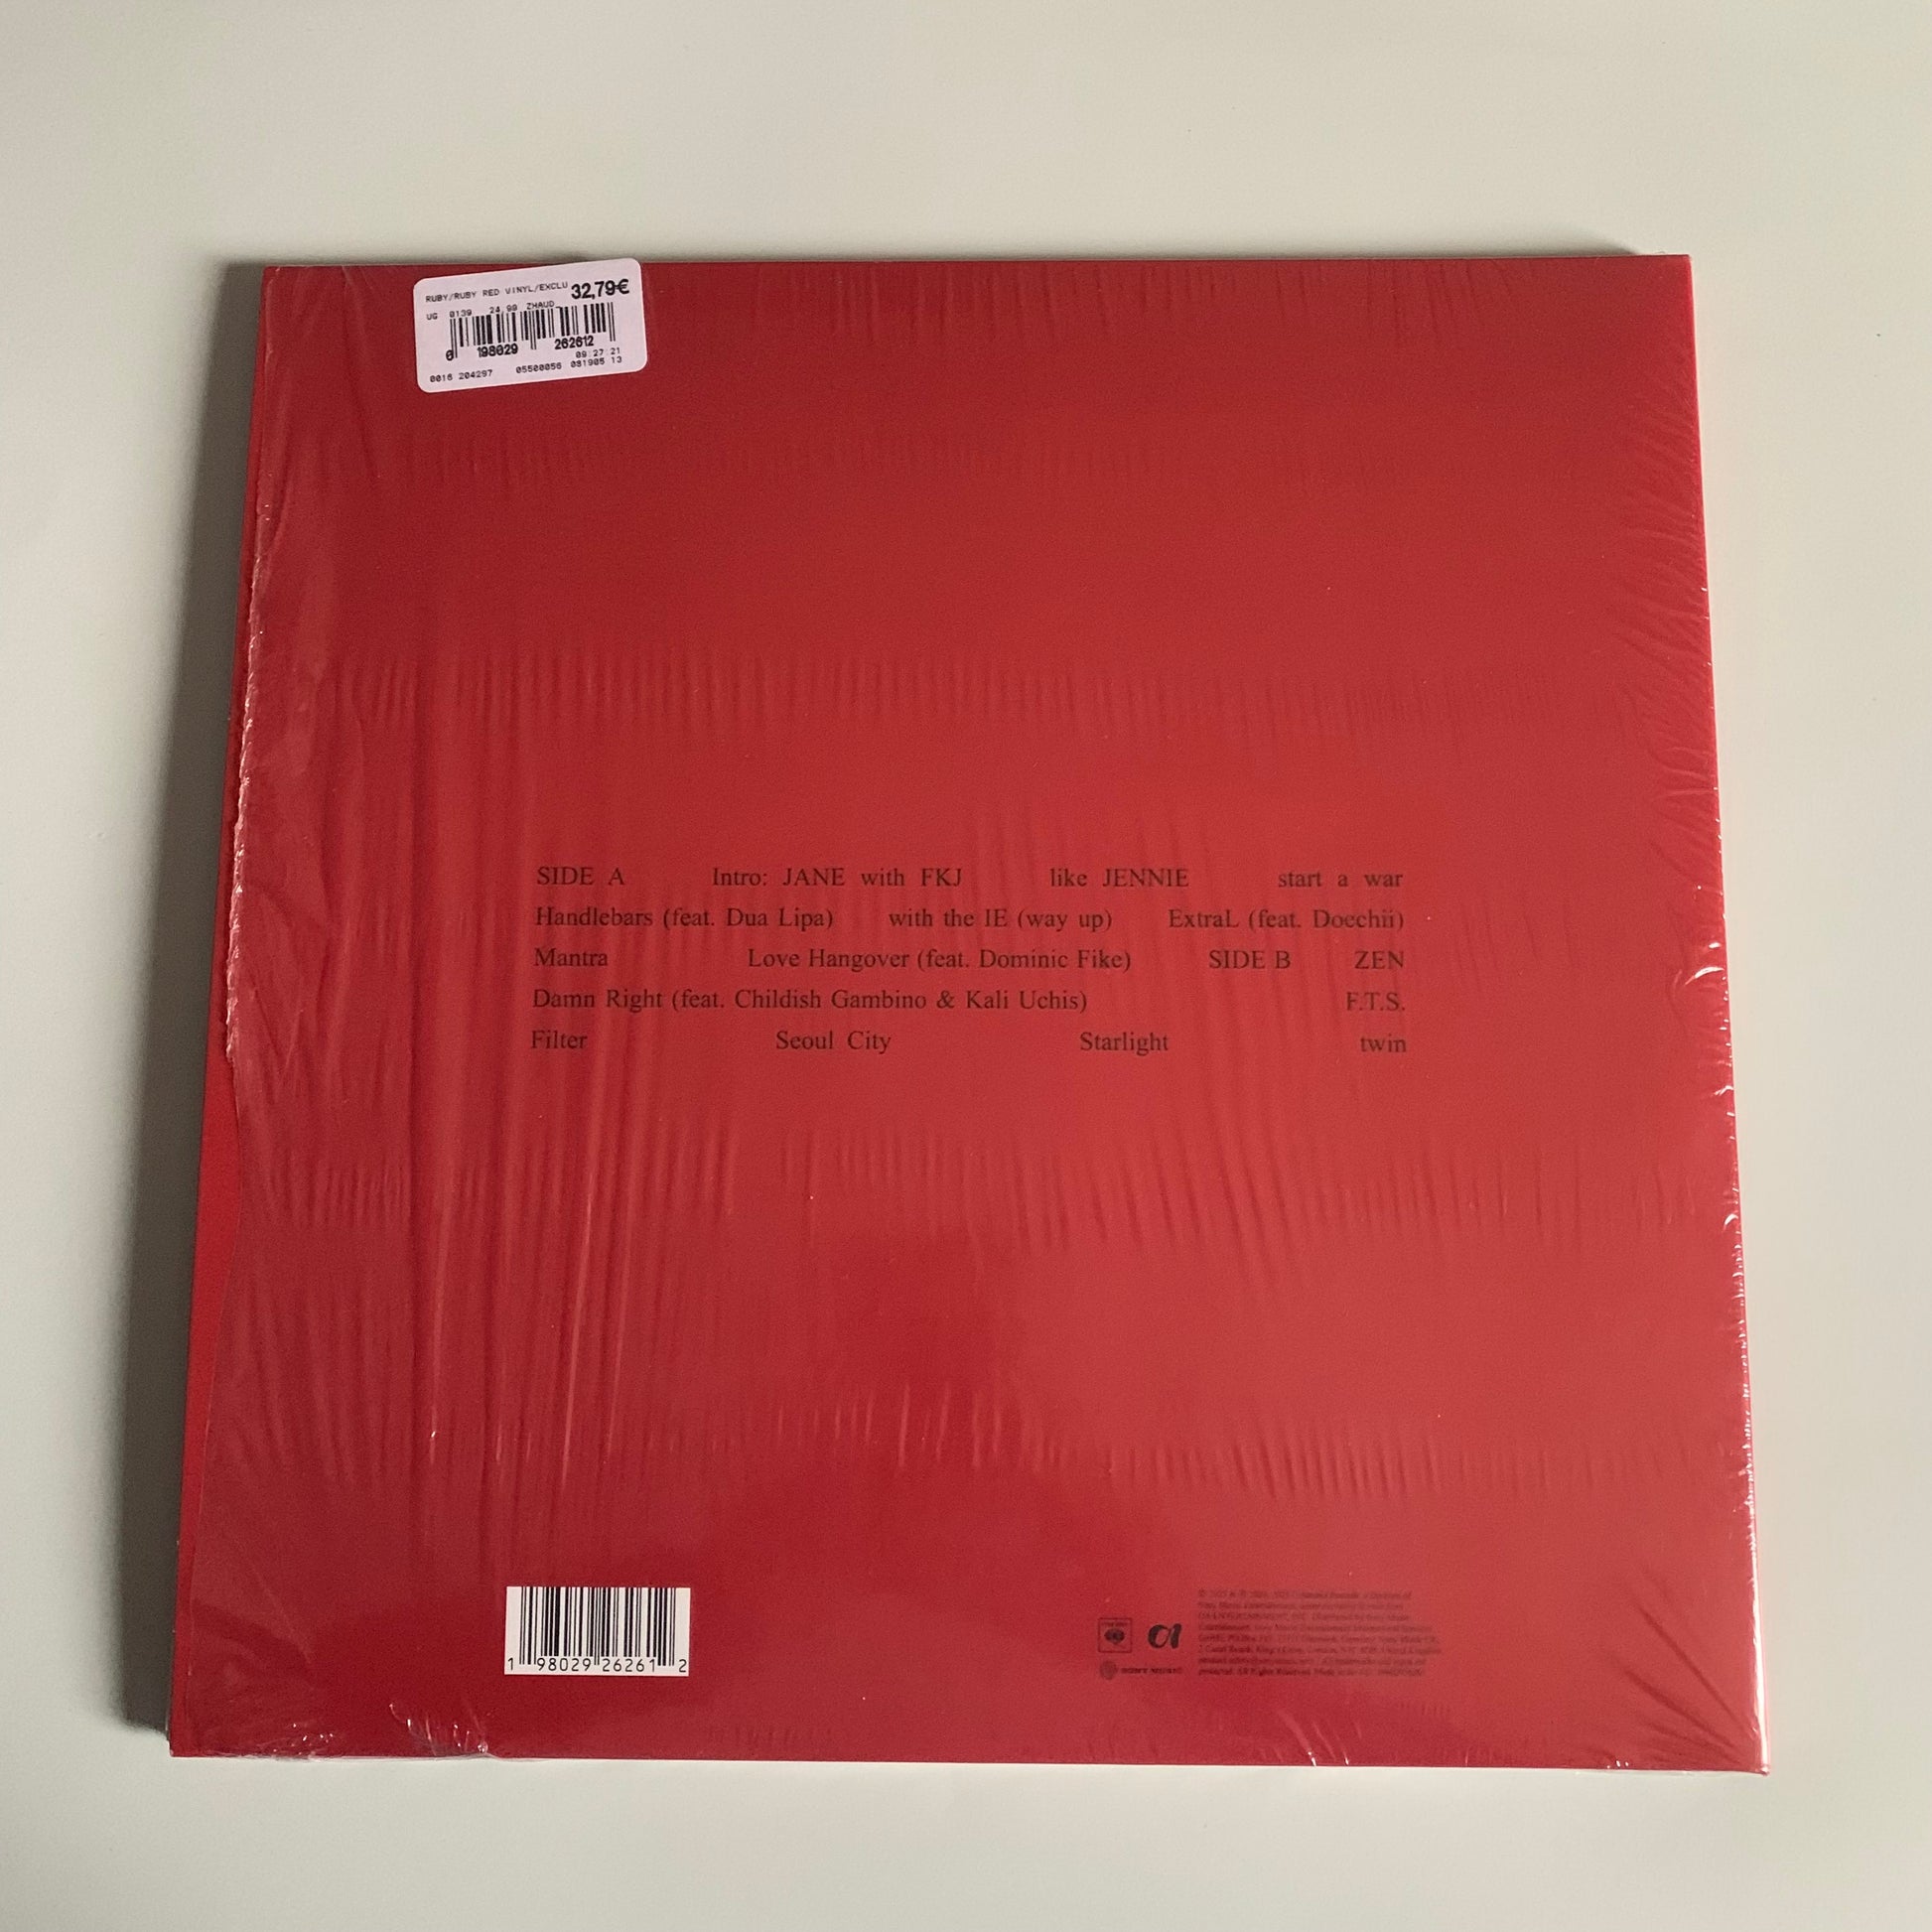 RUBY/RUBY RED VINYL/EXCLU 32,79€
UG 0139 24,99 ZHAUD
0 198029 262612
09:27:21
0016 204297 05500056 081905 13
SIDE A Intro: JANE with FKJ like JENNIE start a war
Handlebars (feat. Dua Lipa) with the IE (way up) ExtraL (feat. Doechii)
Mantra Love Hangover (feat. Dominic Fike) SIDE B ZEN
Damn Right (feat. Childish Gambino & Kali Uchis) F.T.S.
Filter Seoul City Starlight twin
1 98029 26261 2
SONY MUSIC